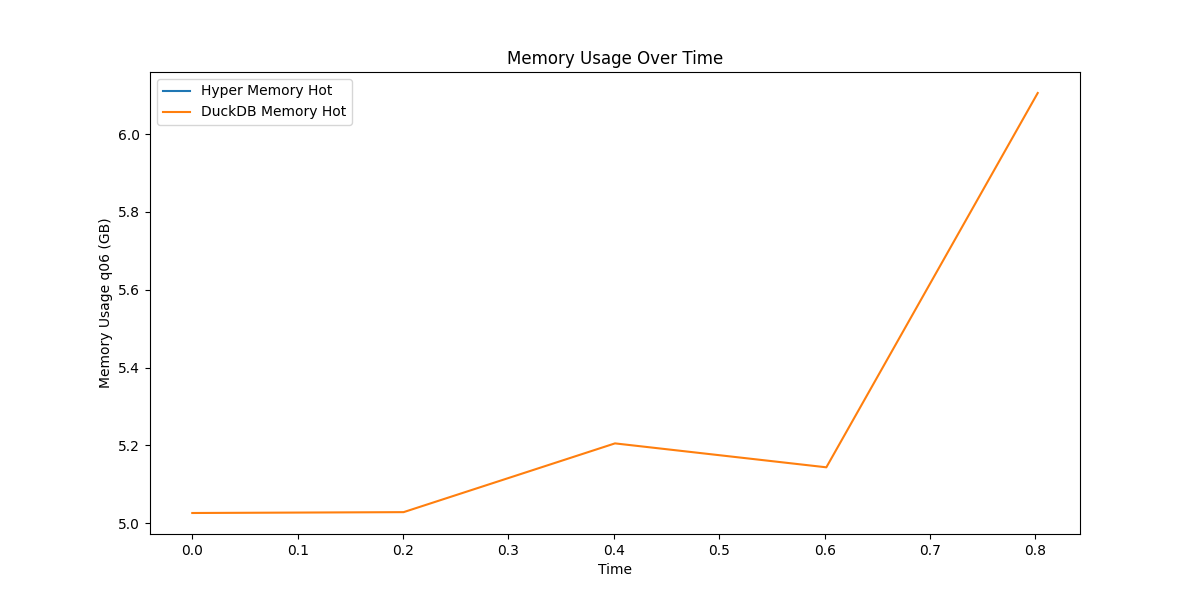 Memory Usage Over Time
Hyper Memory Hot
DuckDB Memory Hot
Memory Usage q06 (GB)
6.0
5.8
5.6
5.4
5.2
5.0
0.0 0.1 0.2 0.3 0.4 0.5 0.6 0.7 0.8
Time